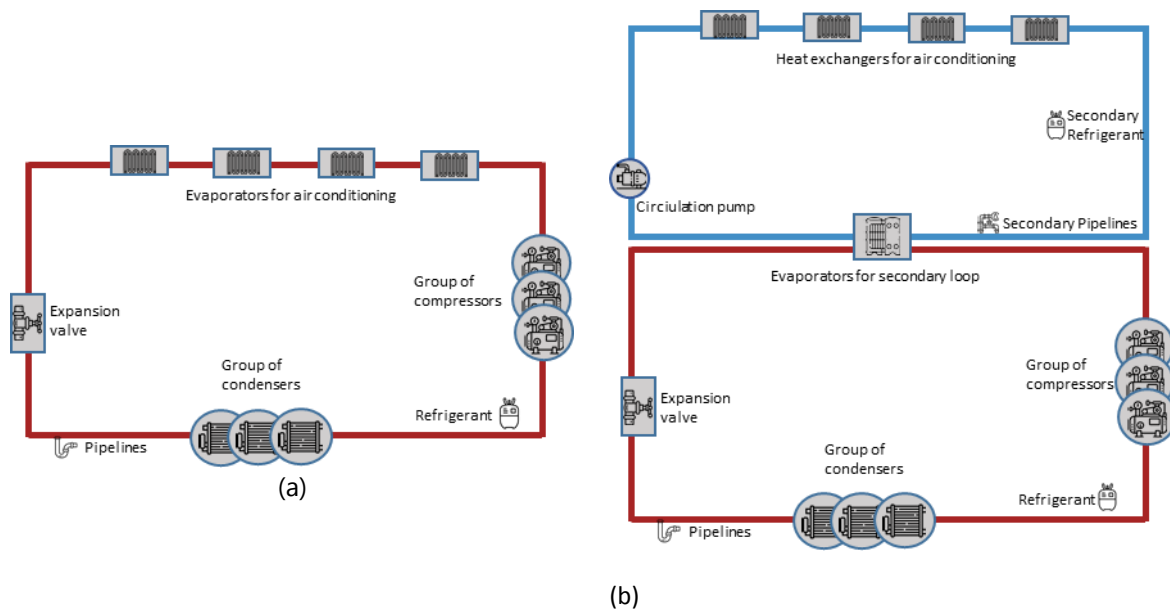 Evaporators for air conditioning
Group of
compressors
Expansion
valve
Group of
condensers
Refrigerant
Pipelines
(a)
Heat exchangers for air conditioning
Secondary
Refrigerant
Circiulation pump
Secondary Pipelines
Evaporators for secondary loop
Group of
compressors
Expansion
valve
Group of
condensers
Refrigerant
Pipelines
(b)